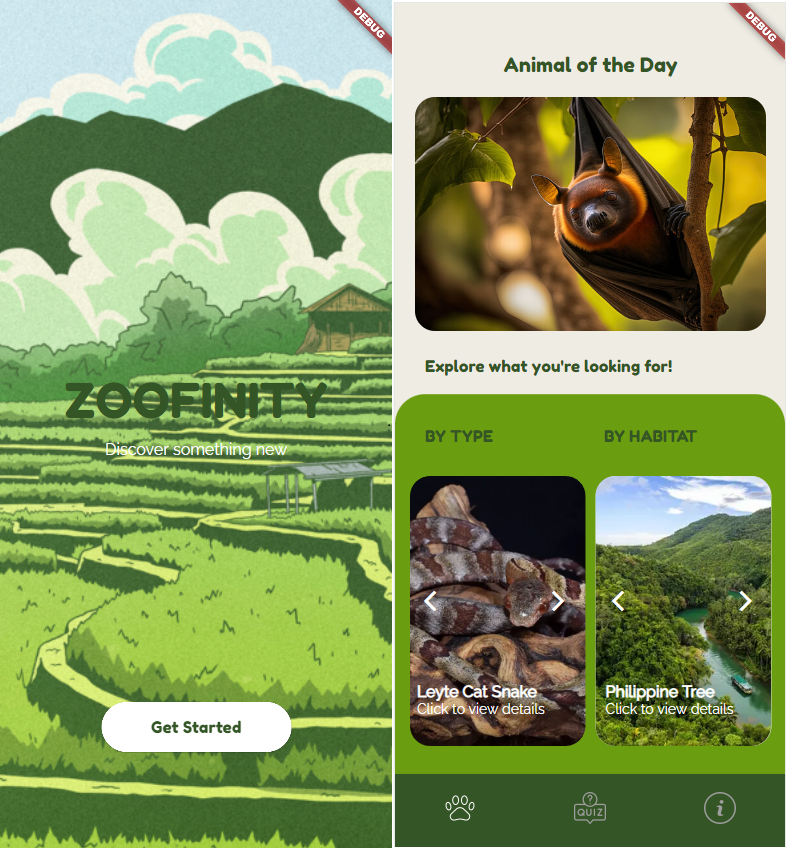 DEBUG
ZOOFINITY
Discover something new
Get Started
DEBUG
Animal of the Day
Explore what you're looking for!
BY TYPE
BY HABITAT
Leyte Cat Snake
Click to view details
Philippine Tree
Click to view details
?
QUIZ
i